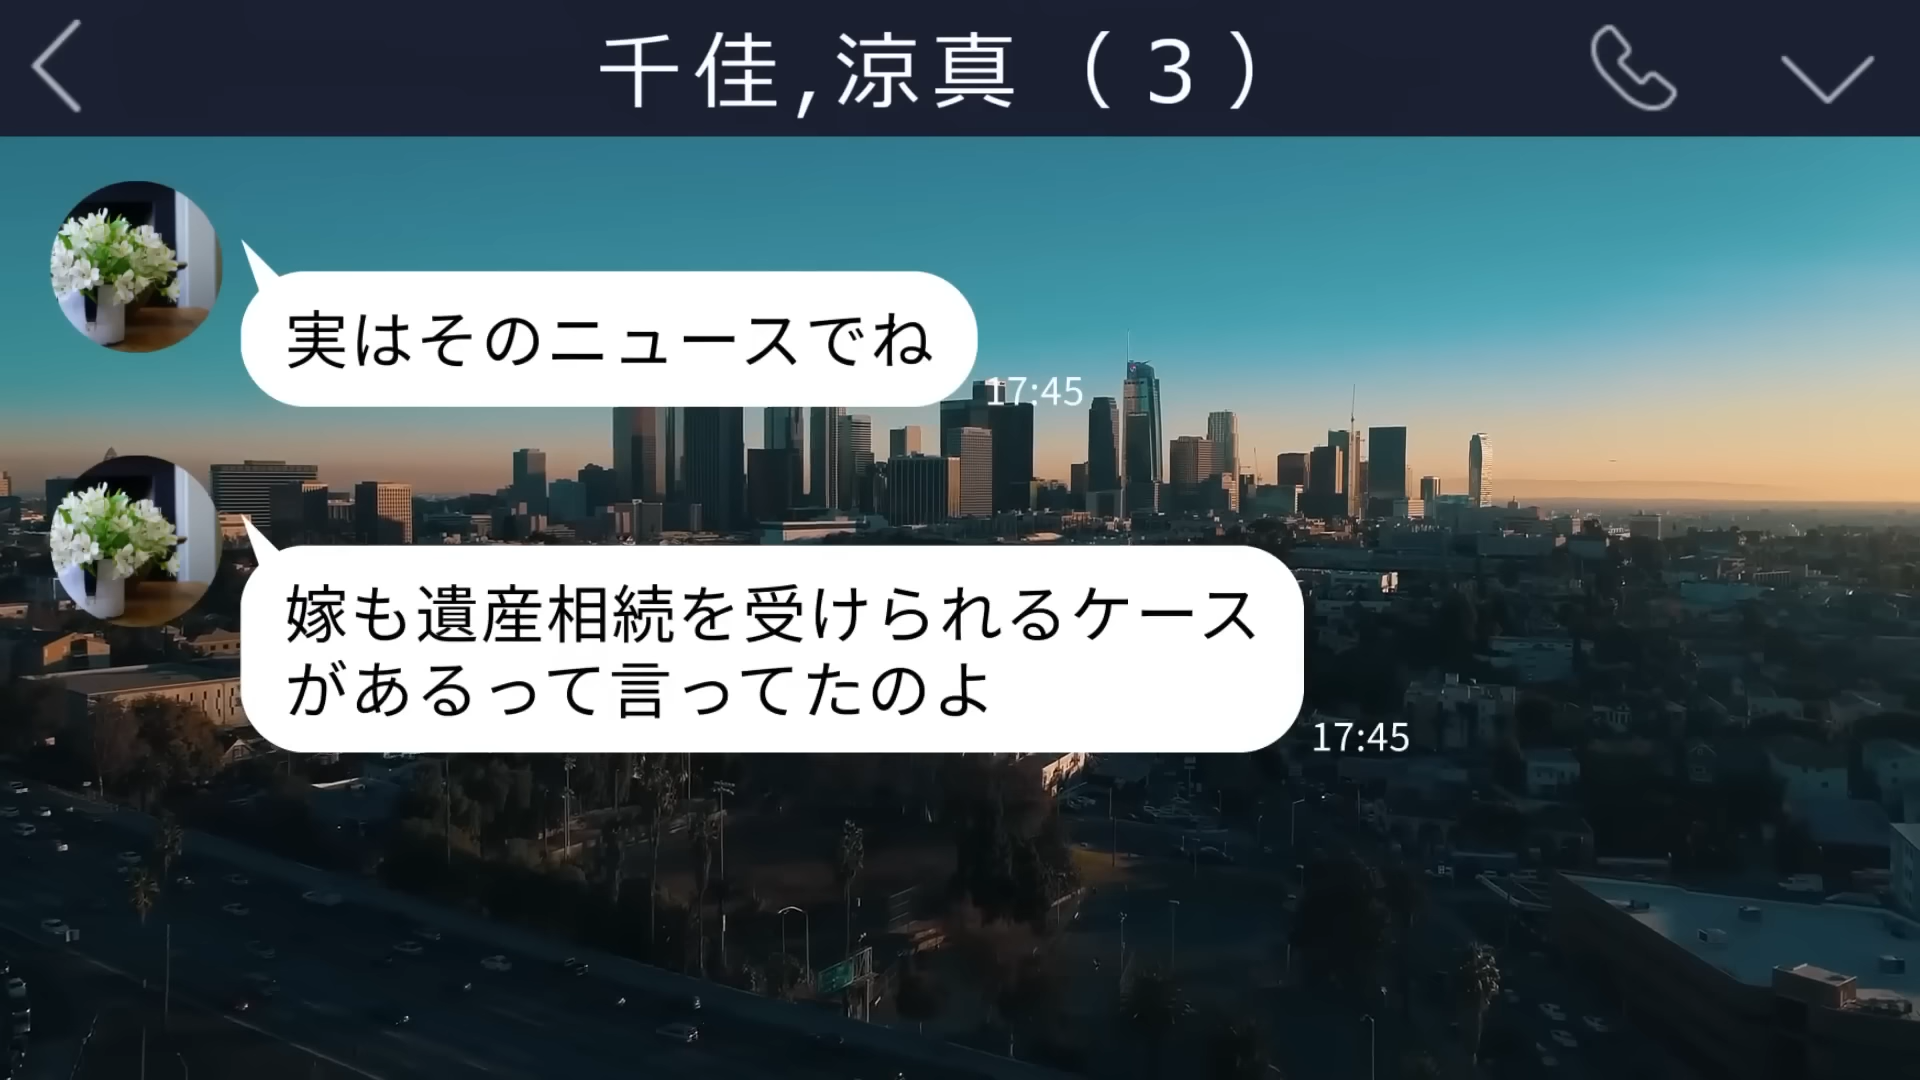 千佳,涼真（3）
実はそのニュースでね
17:45
嫁も遺産相続を受けられるケース
があるって言ってたのよ
17:45